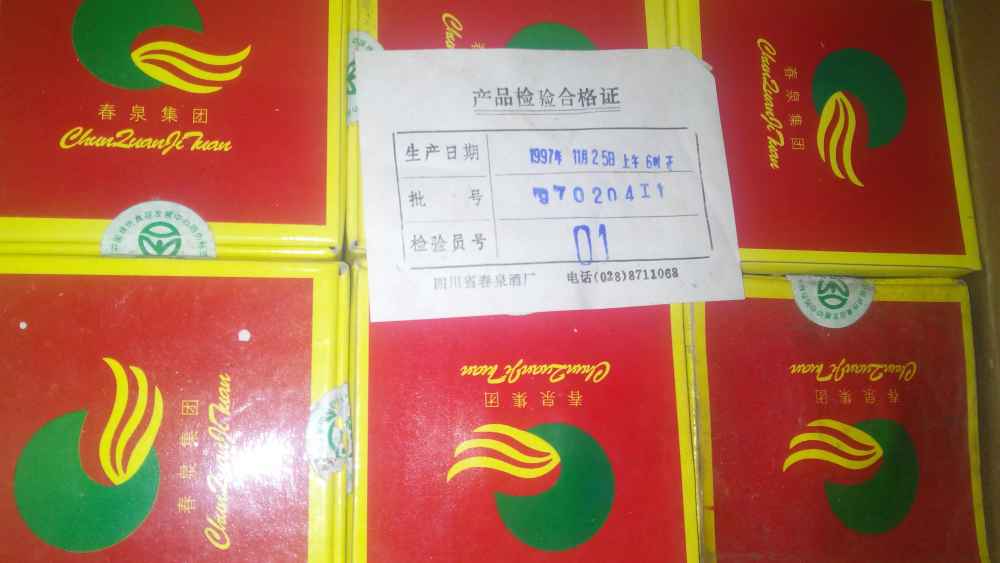 春泉集团
ChunQuanJiTuan
产品检验合格证
生产日期 1997年 11月25日 上午 6时正
批 号 970204
检验员号 01
四川省春泉酒厂 电话(028)8711068
春泉集团
ChunQuanJiTuan
春泉集团
ChunQuanJiTuan
ChunQuanJiTuan
春泉集团
ChunQuanJiTuan
春泉集团